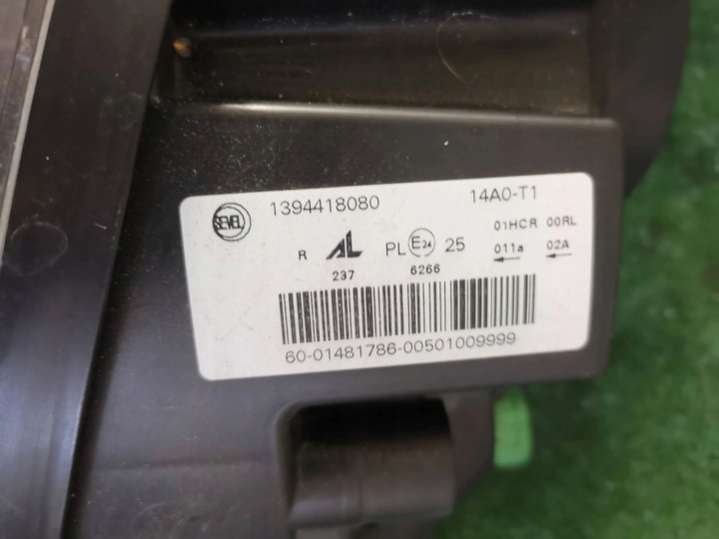 SEVEL 1394418080 14A0-T1
R AL PL E24 25 01HCR 00RL
237 6266 011a 02A
60-01481786-00501009999